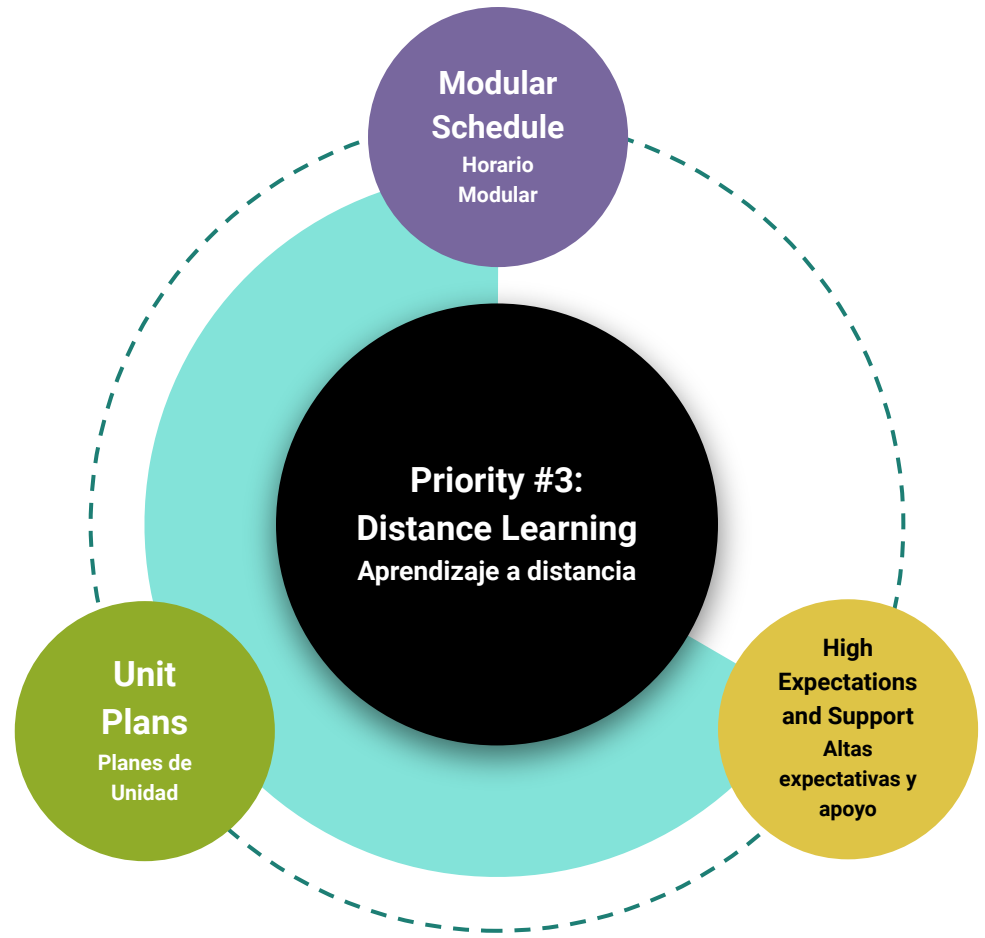 Modular
Schedule
Horario
Modular
Priority #3:
Distance Learning
Aprendizaje a distancia
Unit
Plans
Planes de
Unidad
High
Expectations
and Support
Altas
expectativas y
apoyo